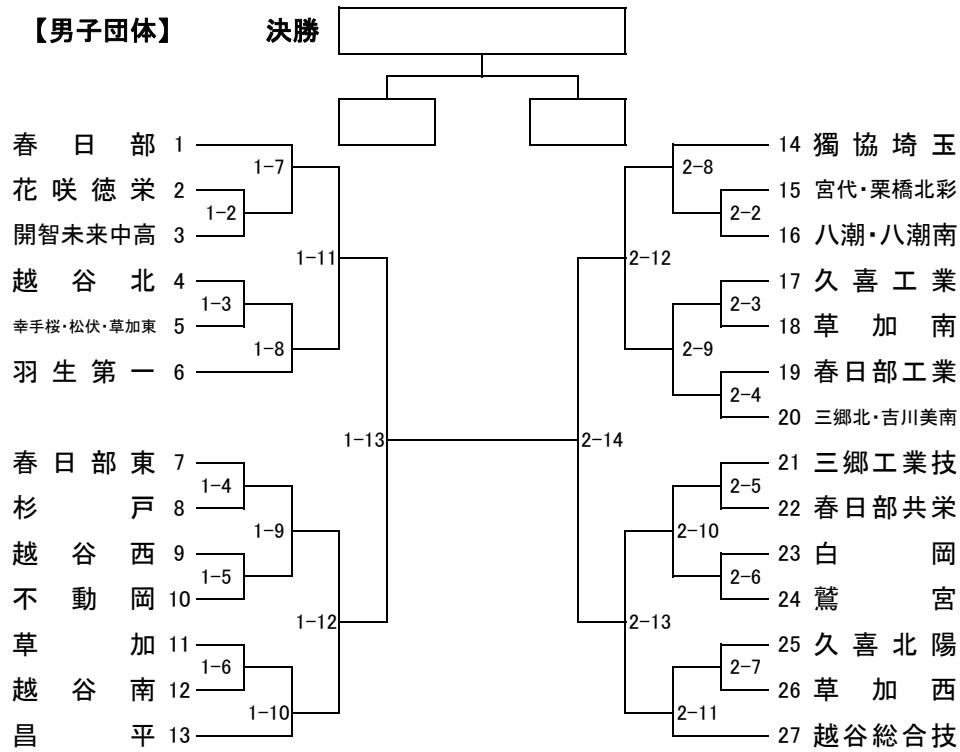 【男子団体】 決勝
春日部 1
1-7
花咲徳栄 2
1-2
開智未来中高 3
1-11
越谷北 4
1-3
幸手桜・松伏・草加東 5
1-8
羽生第一 6
1-13
春日部東 7
1-4
杉戸 8
1-9
越谷西 9
1-5
不動岡 10
1-12
草加 11
1-6
越谷南 12
1-10
昌平 13
14 獨協埼玉
2-8
15 宮代・栗橋北彩
2-2
16 八潮・八潮南
2-12
17 久喜工業
2-3
18 草加南
2-9
19 春日部工業
2-4
20 三郷北・吉川美南
2-14
21 三郷工業技
2-5
22 春日部共栄
2-10
23 白岡
2-6
24 鷲宮
2-13
25 久喜北陽
2-7
26 草加西
2-11
27 越谷総合技